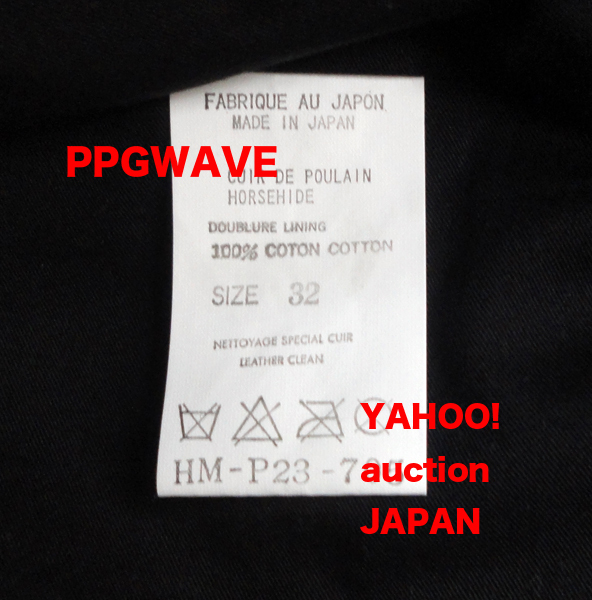 FABRIQUE AU JAPON
MADE IN JAPAN
PPGWAVE
CUIR DE POULAIN
HORSEHIDE
DOUBLURE LINING
100% COTON COTTON
SIZE 32
NETTOYAGE SPECIAL CUIR
LEATHER CLEAN
YAHOO!
HM-P23-7
auction
JAPAN